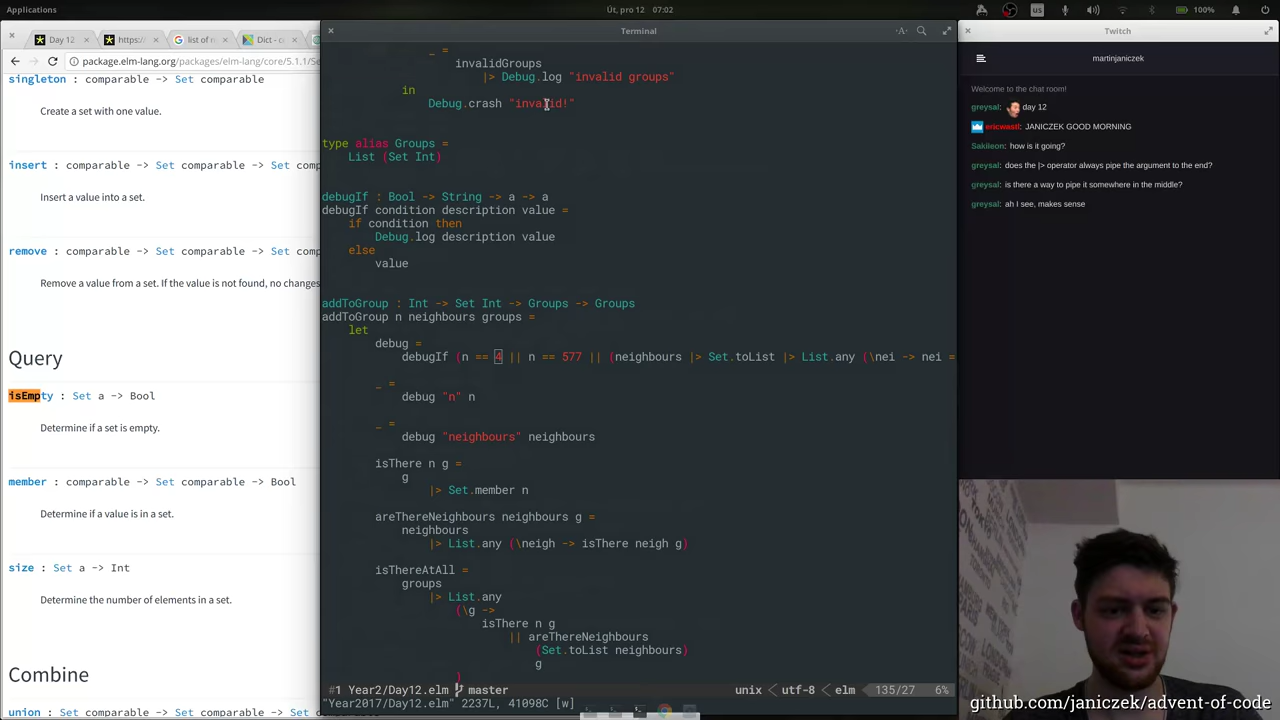 Applications
Út, pro 12 07:02
us
100%
Day 12
https://
list of r
Dict - c
package.elm-lang.org/packages/elm-lang/core/5.1.1/S
singleton : comparable -> Set comparable
Create a set with one value.
insert : comparable -> Set comparable -> Set comp
Insert a value into a set.
remove : comparable -> Set comparable -> Set comp
Remove a value from a set. If the value is not found, no changes
Query
isEmpty : Set a -> Bool
Determine if a set is empty.
member : comparable -> Set comparable -> Bool
Determine if a value is in a set.
size : Set a -> Int
Determine the number of elements in a set.
Combine
union : Set comparable -> Set comparable -> Set
Terminal
_ =
invalidGroups
|> Debug.log "invalid groups"
in
Debug.crash "invalid!"
type alias Groups =
List (Set Int)
debugIf : Bool -> String -> a -> a
debugIf condition description value =
if condition then
Debug.log description value
else
value
addToGroup : Int -> Set Int -> Groups -> Groups
addToGroup n neighbours groups =
let
debug =
debugIf (n == 4 || n == 577 || (neighbours |> Set.toList |> List.any (\nei -> nei =
_ =
debug "n" n
_ =
debug "neighbours" neighbours
isThere n g =
g
|> Set.member n
areThereNeighbours neighbours g =
neighbours
|> List.any (\neigh -> isThere neigh g)
isThereAtAll =
groups
|> List.any
(\g ->
isThere n g
|| areThereNeighbours
(Set.toList neighbours)
g
)
#1 Year2/Day12.elm master unix < utf-8 < elm 135/27 6%
"Year2017/Day12.elm" 2237L, 41098C [w]
Twitch
martinjaniczek
Welcome to the chat room!
greysal: day 12
ericwastl: JANICZEK GOOD MORNING
Sakiieon: how is it going?
greysal: does the |> operator always pipe the argument to the end?
greysal: is there a way to pipe it somewhere in the middle?
greysal: ah I see, makes sense
github.com/janiczek/advent-of-code